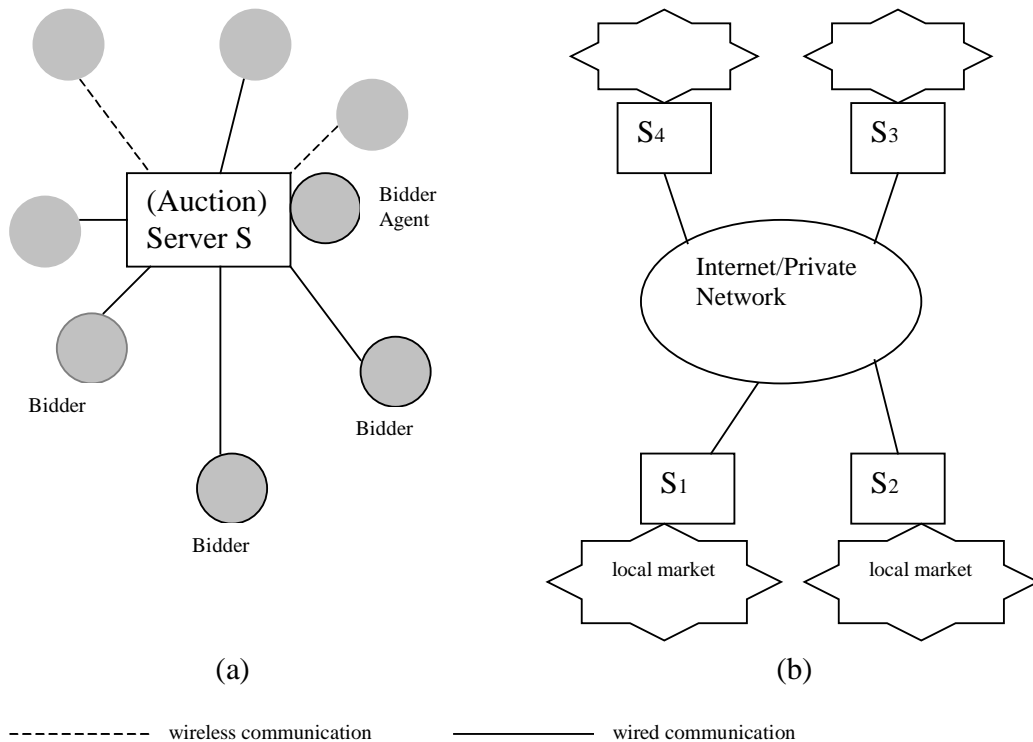 (Auction)
Server S
Bidder
Agent
Bidder
Bidder
Bidder
(a)
S4
S3
Internet/Private
Network
S1
S2
local market
local market
(b)
wireless communication
wired communication